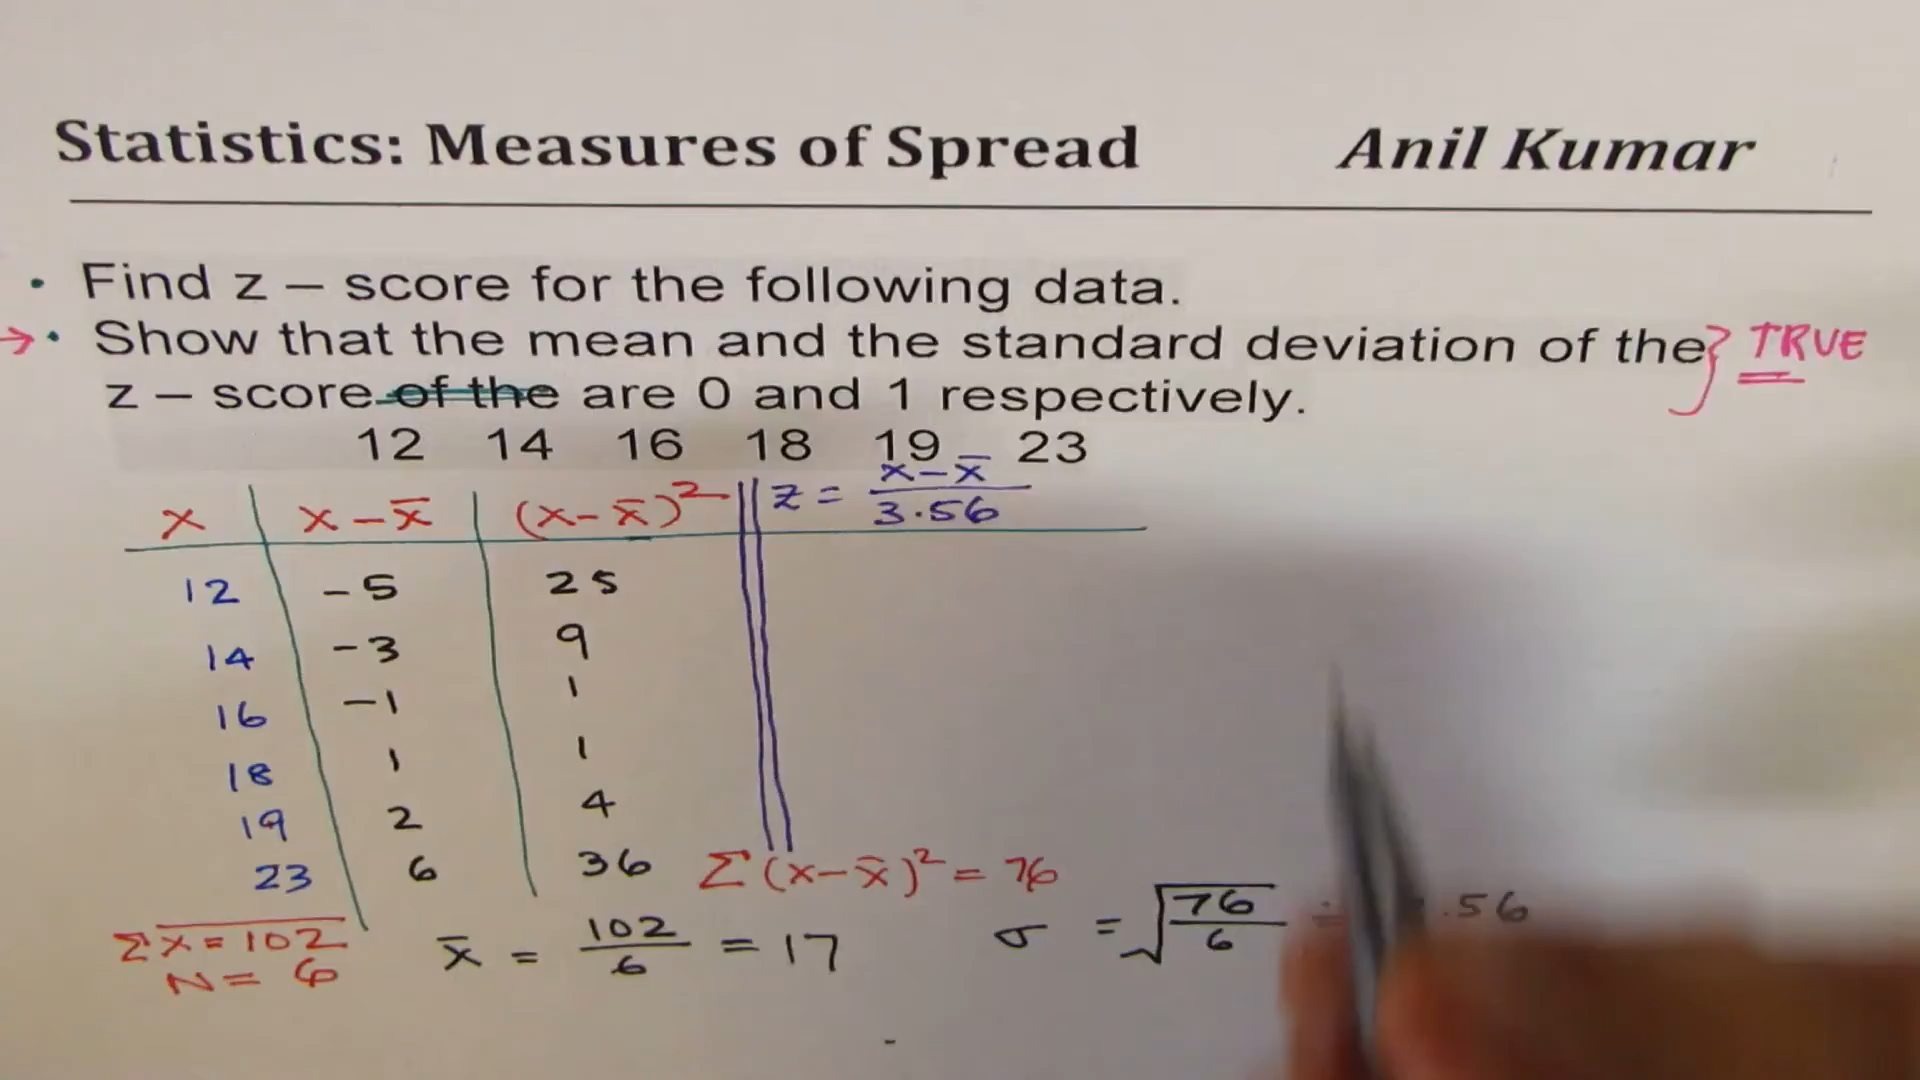 Statistics: Measures of Spread Anil Kumar
• Find z – score for the following data.
→ • Show that the mean and the standard deviation of the } TRUE
z – score of the are 0 and 1 respectively.
12 14 16 18 19 23
x x - x̄ (x - x̄)² z = (x - x̄)/3.56
12 -5 25
14 -3 9
16 -1 1
18 1 1
19 2 4
23 6 36 Σ(x - x̄)² = 76
Σx = 102 x̄ = 102/6 = 17 σ = √(76/6) .56
N = 6